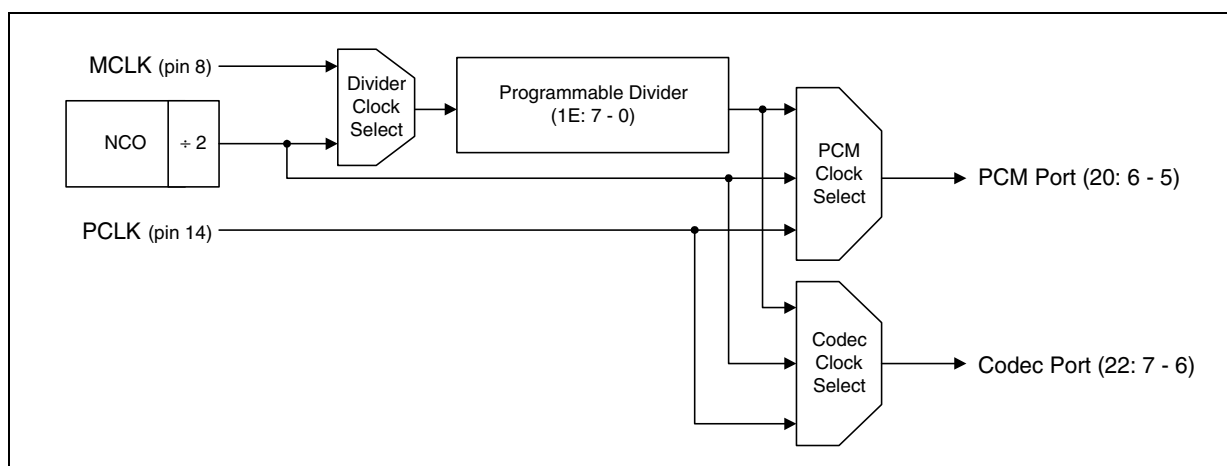 MCLK (pin 8)
Divider
Clock
Select
Programmable Divider
(1E: 7 - 0)
NCO
÷ 2
PCM
Clock
Select
PCM Port (20: 6 - 5)
PCLK (pin 14)
Codec
Clock
Select
Codec Port (22: 7 - 6)